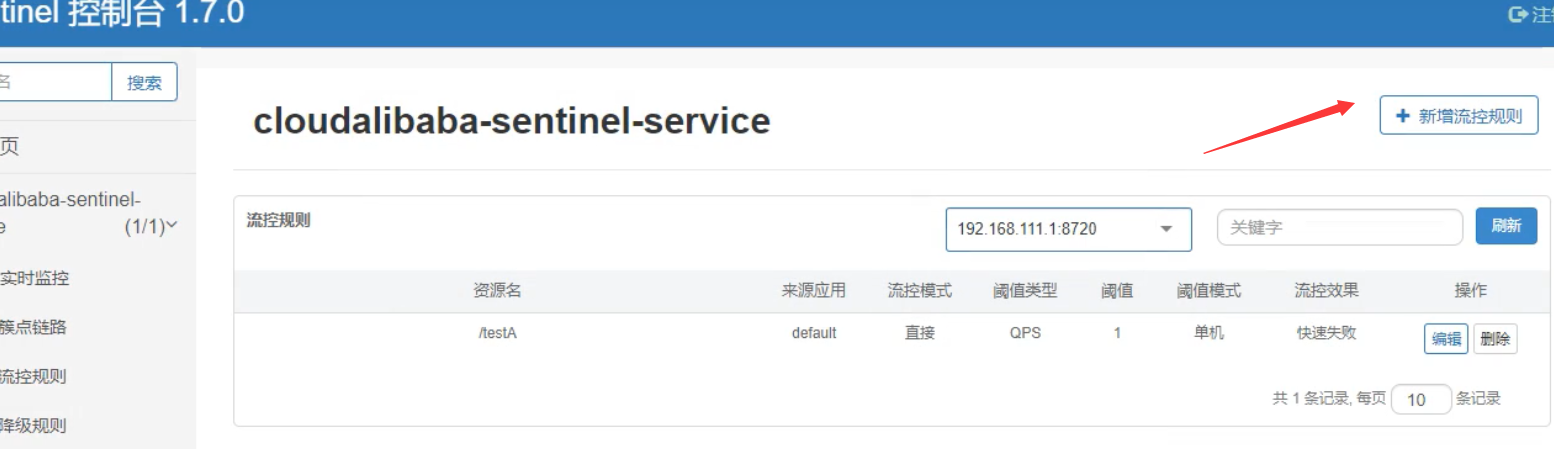 tinel 控制台 1.7.0
注
名
搜索
cloudalibaba-sentinel-service
+ 新增流控规则
页
alibaba-sentinel-
e (1/1)
流控规则
192.168.111.1:8720
关键字
刷新
实时监控
资源名 来源应用 流控模式 阈值类型 阈值 阈值模式 流控效果 操作
簇点链路
/testA default 直接 QPS 1 单机 快速失败 编辑 删除
流控规则
共 1 条记录, 每页 10 条记录
降级规则